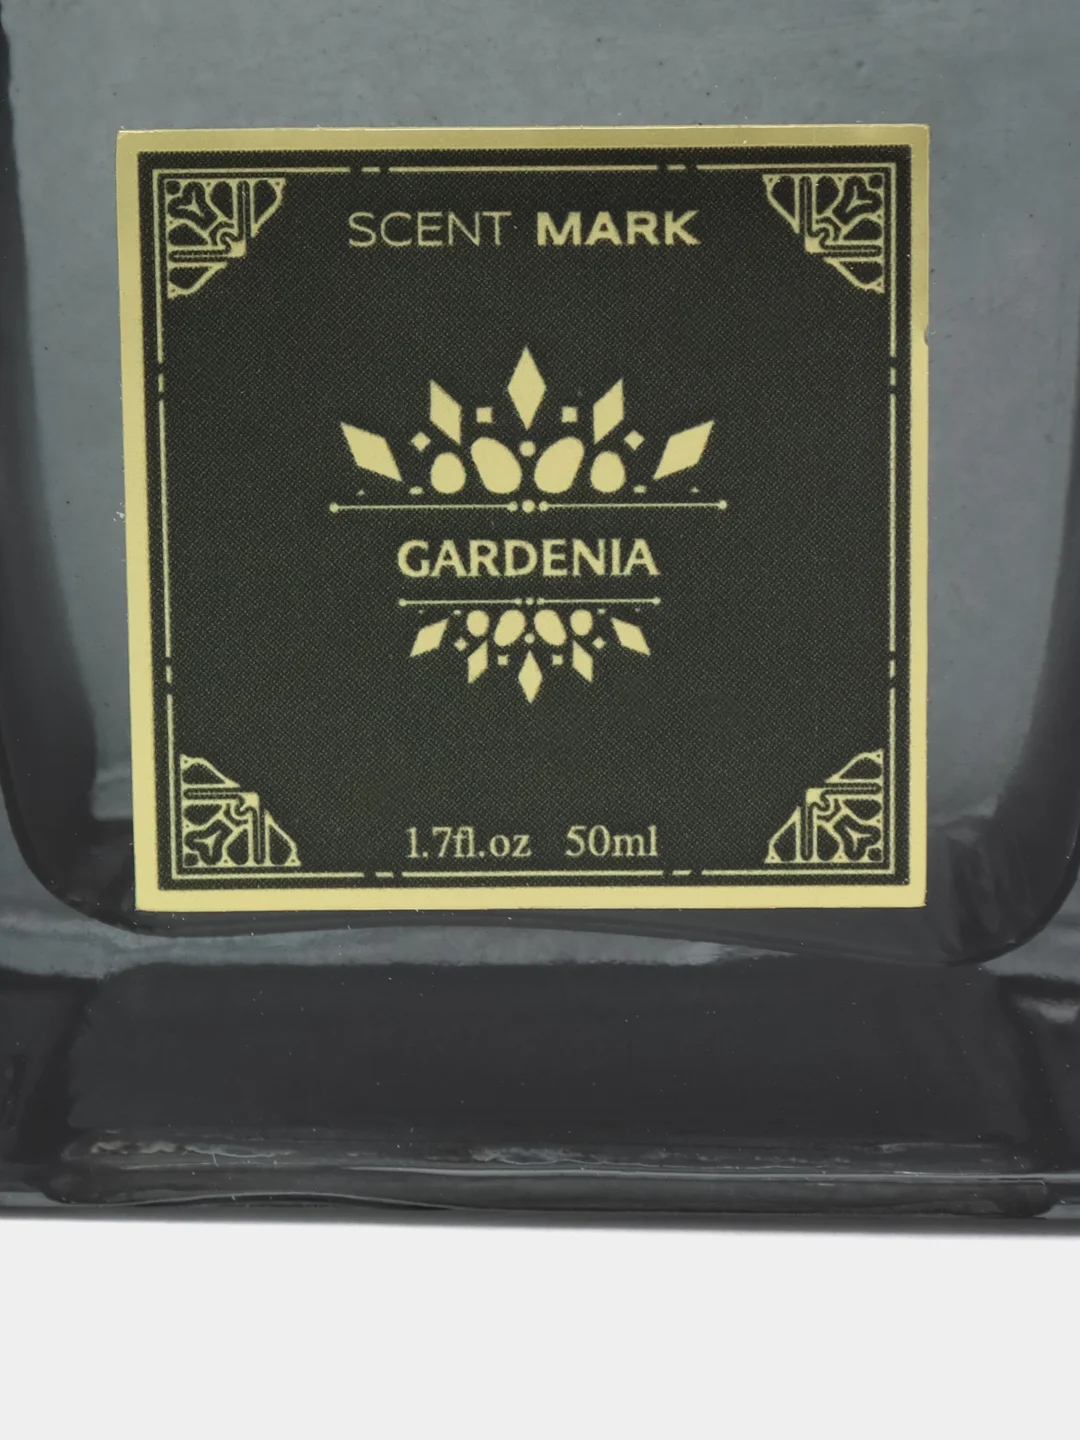 SCENT MARK
GARDENIA
1.7fl.oz 50ml